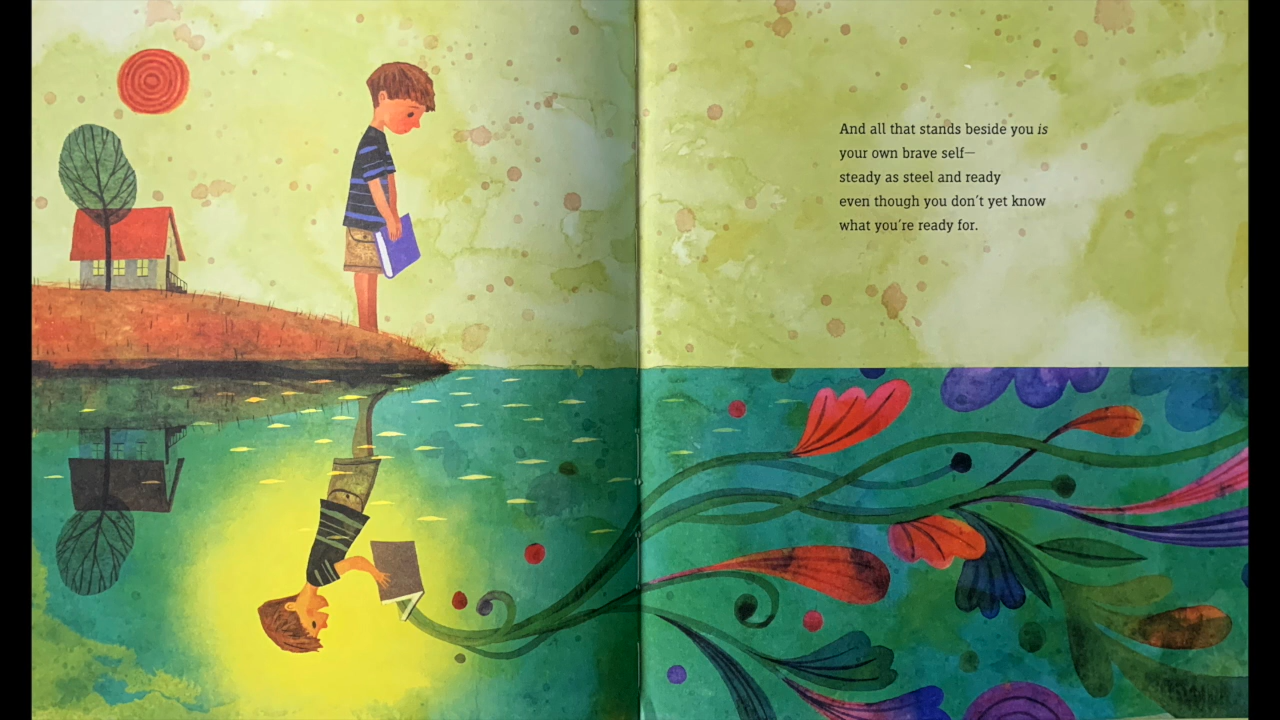 And all that stands beside you is
your own brave self—
steady as steel and ready
even though you don't yet know
what you're ready for.